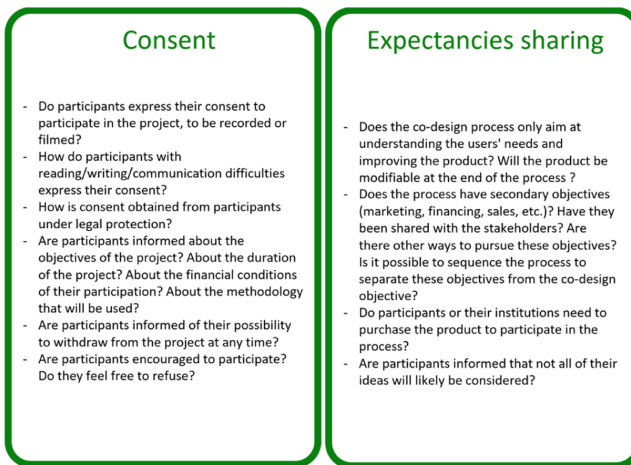 Consent
- Do participants express their consent to
participate in the project, to be recorded or
filmed?
- How do participants with
reading/writing/communication difficulties
express their consent?
- How is consent obtained from participants
under legal protection?
- Are participants informed about the
objectives of the project? About the duration
of the project? About the financial conditions
of their participation? About the methodology
that will be used?
- Are participants informed of their possibility
to withdraw from the project at any time?
- Are participants encouraged to participate?
Do they feel free to refuse?
Expectancies sharing
- Does the co-design process only aim at
understanding the users' needs and
improving the product? Will the product be
modifiable at the end of the process ?
- Does the process have secondary objectives
(marketing, financing, sales, etc.)? Have they
been shared with the stakeholders? Are
there other ways to pursue these objectives?
Is it possible to sequence the process to
separate these objectives from the co-design
objective?
- Do participants or their institutions need to
purchase the product to participate in the
process?
- Are participants informed that not all of their
ideas will likely be considered?